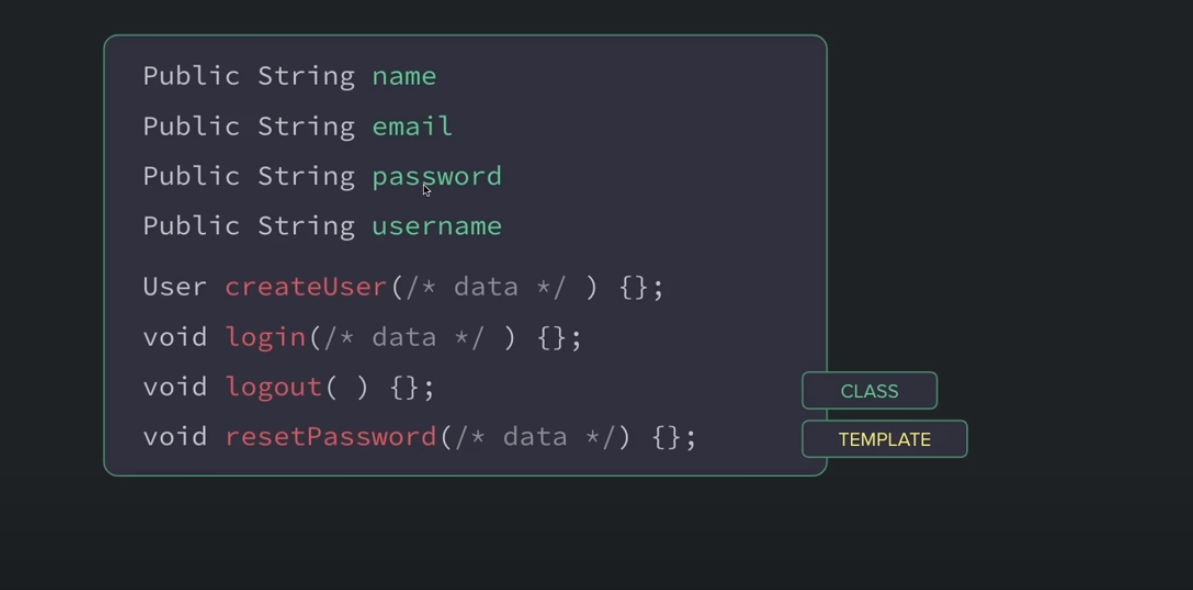 Public String name
Public String email
Public String password
Public String username
User createUser(/* data */ ) {};
void login(/* data */ ) {};
void logout( ) {};
void resetPassword(/* data */) {};
CLASS
TEMPLATE